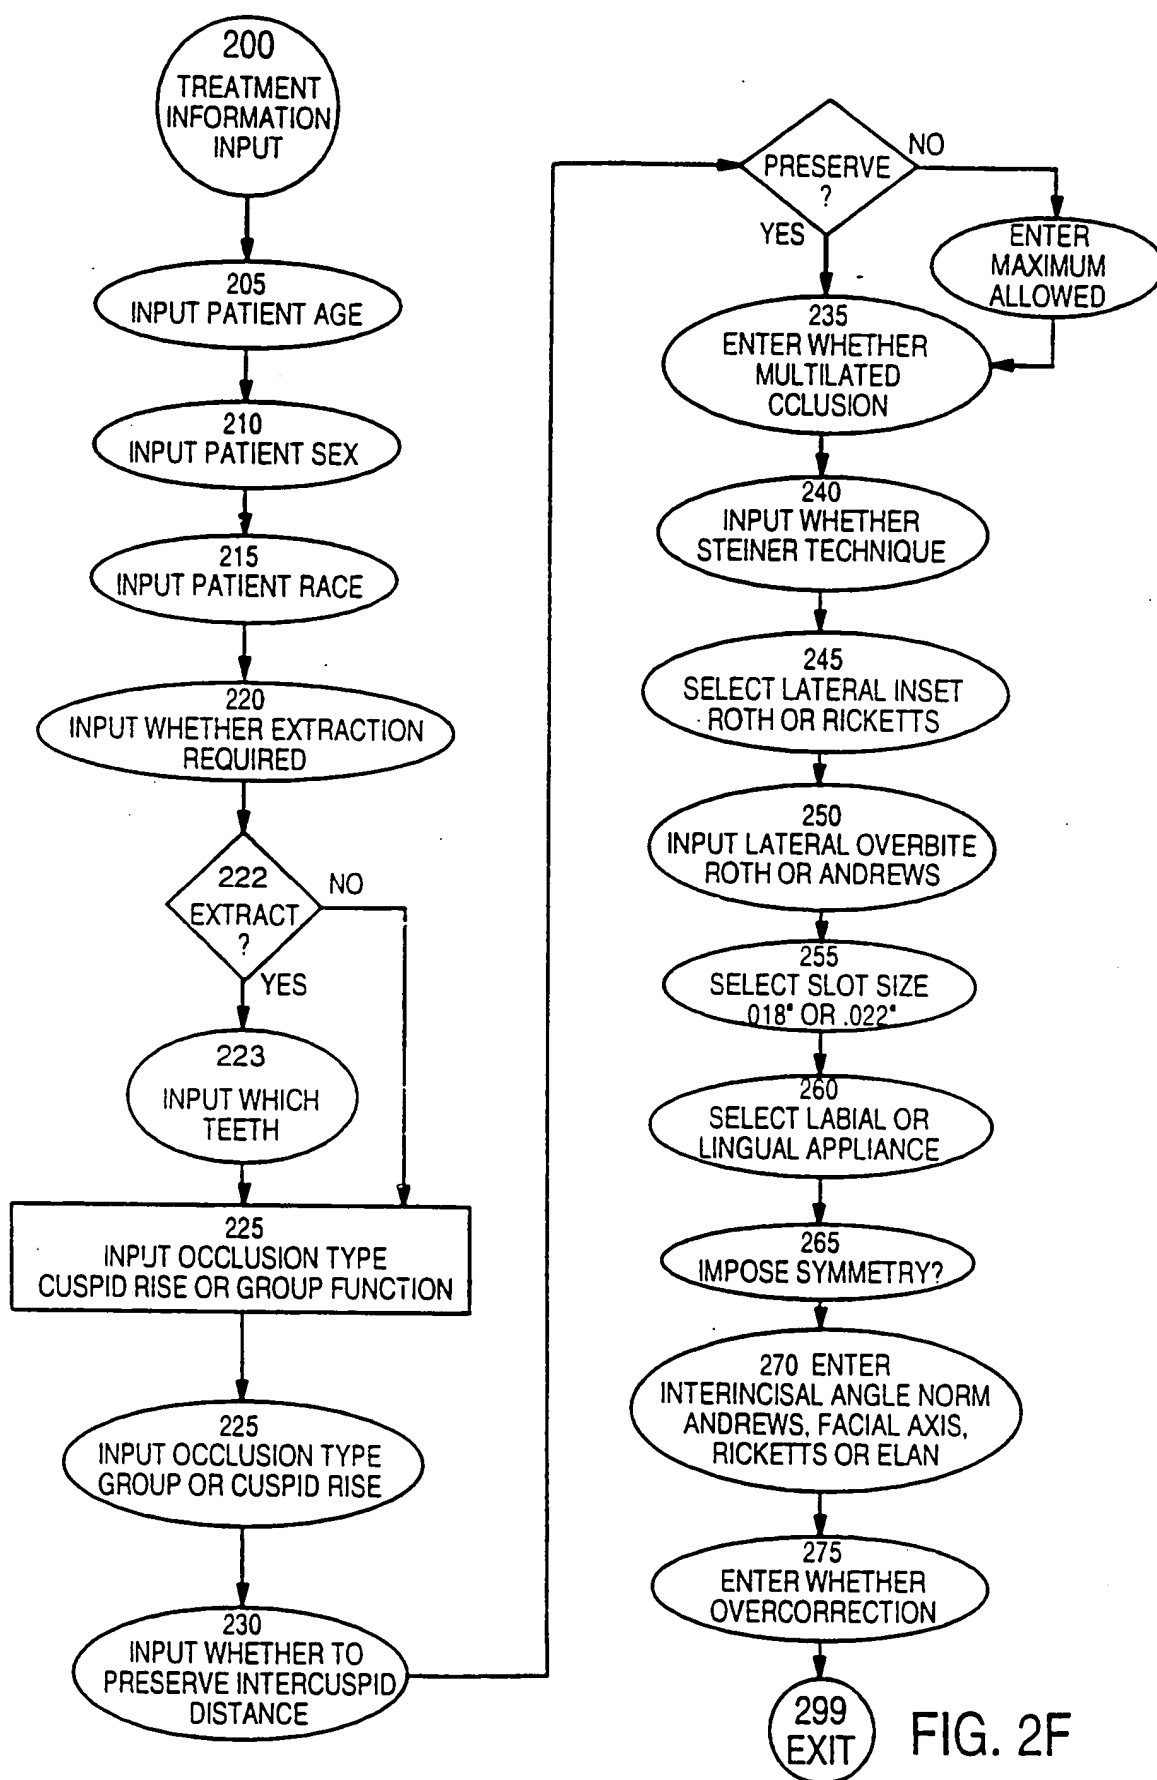 200
TREATMENT
INFORMATION
INPUT
205
INPUT PATIENT AGE
210
INPUT PATIENT SEX
215
INPUT PATIENT RACE
220
INPUT WHETHER EXTRACTION
REQUIRED
222
EXTRACT
?
NO
YES
223
INPUT WHICH
TEETH
225
INPUT OCCLUSION TYPE
CUSPID RISE OR GROUP FUNCTION
225
INPUT OCCLUSION TYPE
GROUP OR CUSPID RISE
230
INPUT WHETHER TO
PRESERVE INTERCUSPID
DISTANCE
PRESERVE
?
NO
YES
ENTER
MAXIMUM
ALLOWED
235
ENTER WHETHER
MULTILATED
CCLUSION
240
INPUT WHETHER
STEINER TECHNIQUE
245
SELECT LATERAL INSET
ROTH OR RICKETTS
250
INPUT LATERAL OVERBITE
ROTH OR ANDREWS
255
SELECT SLOT SIZE
.018" OR .022"
260
SELECT LABIAL OR
LINGUAL APPLIANCE
265
IMPOSE SYMMETRY?
270 ENTER
INTERINCISAL ANGLE NORM
ANDREWS, FACIAL AXIS,
RICKETTS OR ELAN
275
ENTER WHETHER
OVERCORRECTION
299
EXIT
FIG. 2F